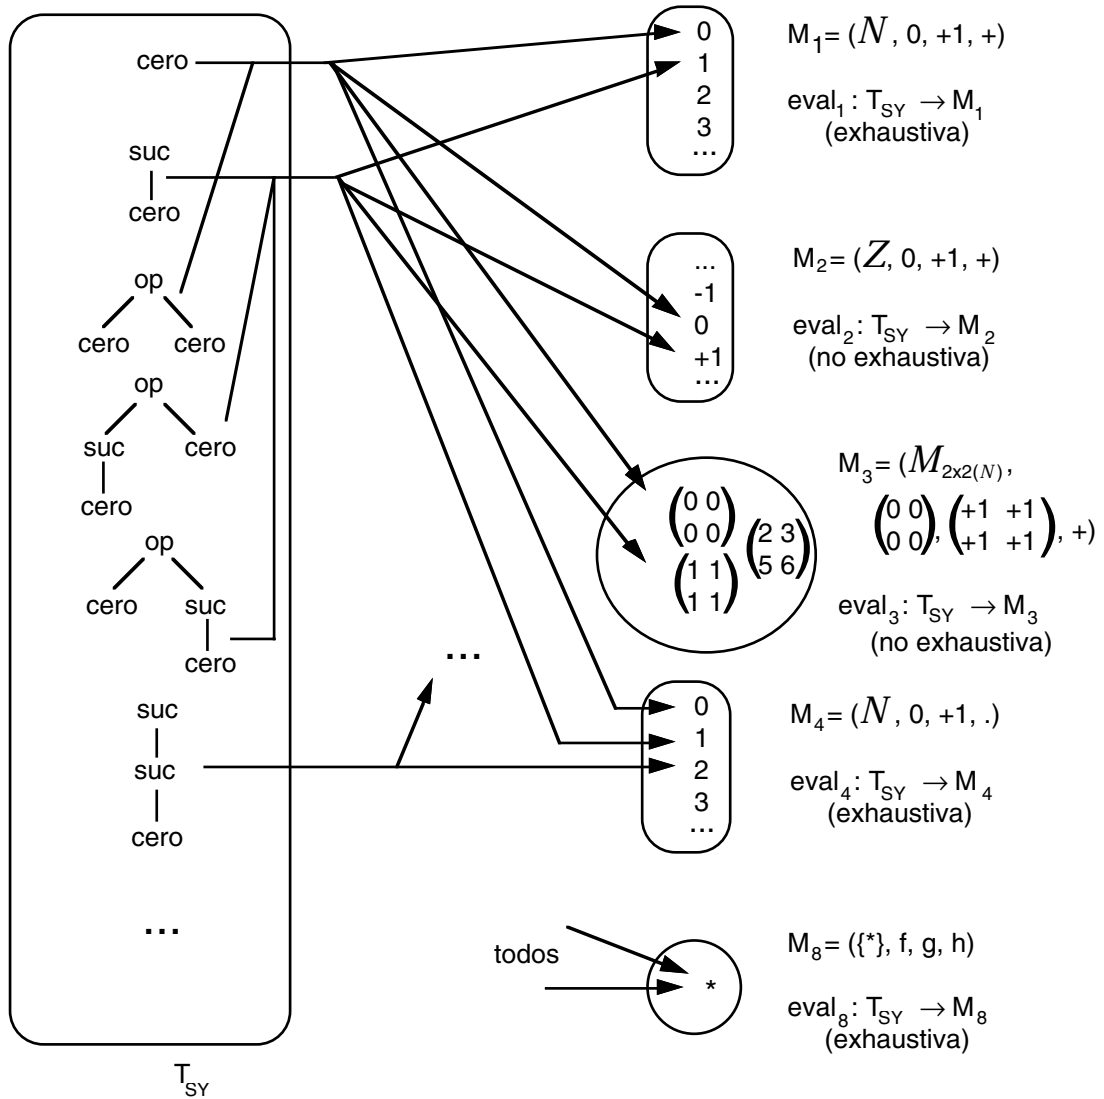 cero
suc
cero
op
cero cero
op
suc cero
cero
op
cero suc
cero
suc
suc
cero
...
T_SY
...
todos
0
1
2
3
...
M_1 = (N, 0, +1, +)
eval_1 : T_SY → M_1
(exhaustiva)
...
-1
0
+1
...
M_2 = (Z, 0, +1, +)
eval_2 : T_SY → M_2
(no exhaustiva)
(0 0
0 0)
(1 1
1 1)
(2 3
5 6)
M_3 = (M_2x2(N) ,
(0 0 , (+1 +1
0 0) +1 +1) , +)
eval_3 : T_SY → M_3
(no exhaustiva)
0
1
2
3
...
M_4 = (N, 0, +1, .)
eval_4 : T_SY → M_4
(exhaustiva)
*
M_8 = ({*}, f, g, h)
eval_8 : T_SY → M_8
(exhaustiva)